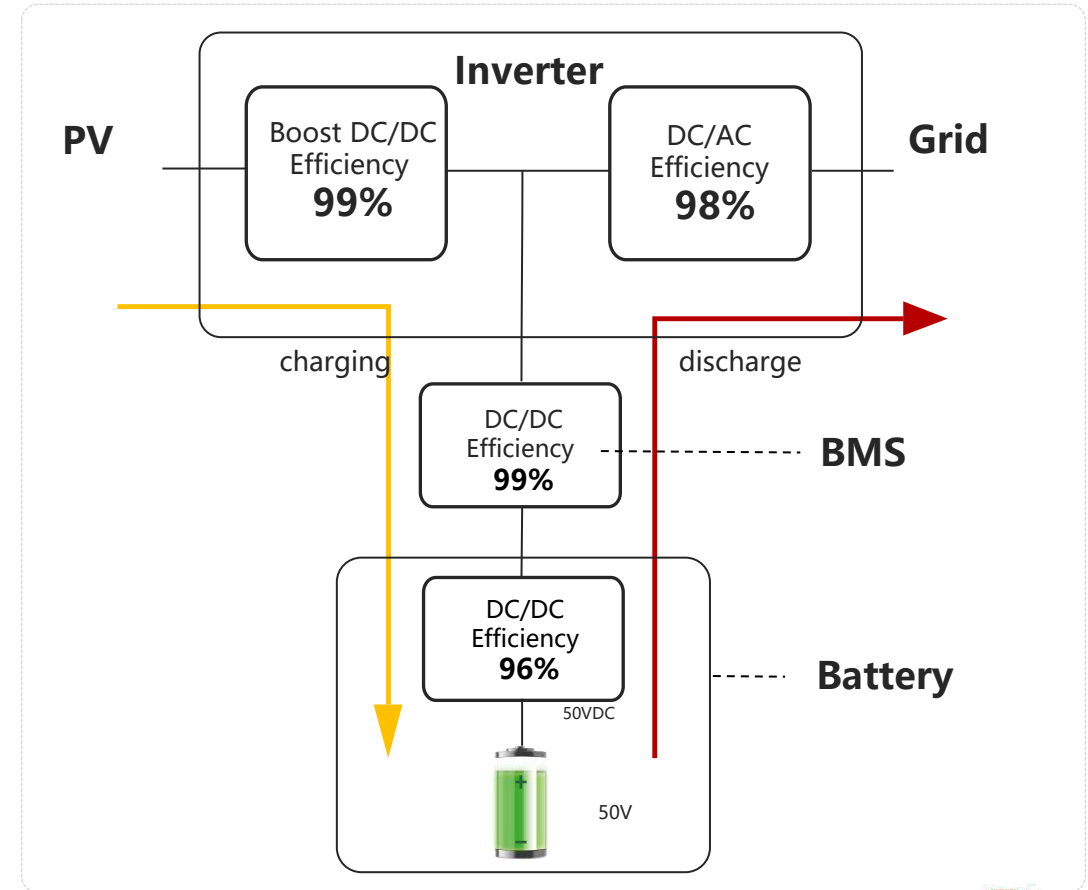 Inverter
PV
Boost DC/DC
Efficiency
99%
DC/AC
Efficiency
98%
Grid
charging
discharge
DC/DC
Efficiency
99%
BMS
DC/DC
Efficiency
96%
Battery
50VDC
+
50V
-